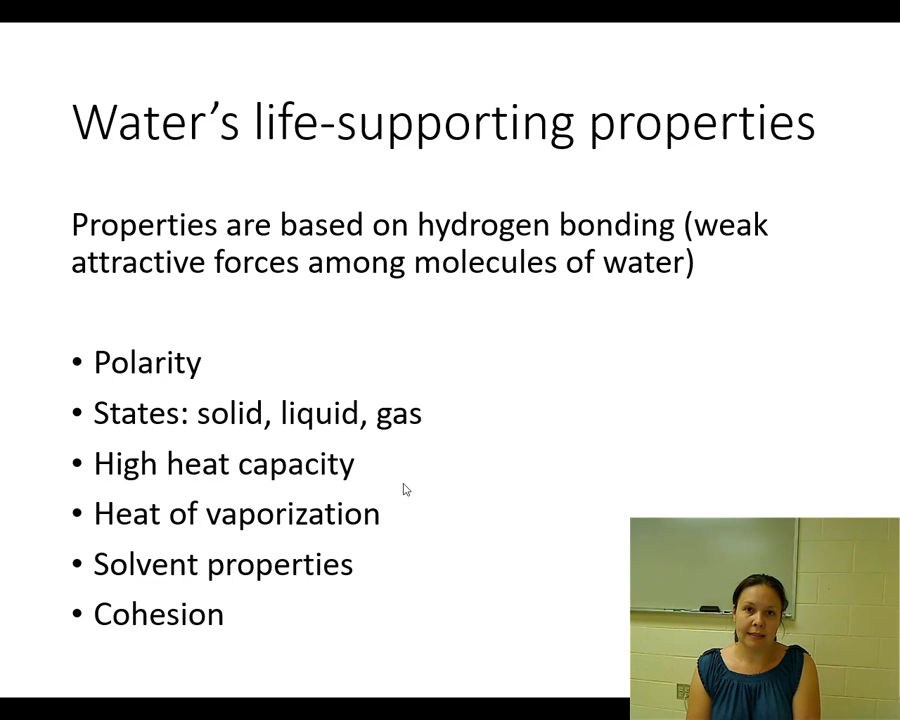 Water’s life-supporting properties
Properties are based on hydrogen bonding (weak
attractive forces among molecules of water)
• Polarity
• States: solid, liquid, gas
• High heat capacity
• Heat of vaporization
• Solvent properties
• Cohesion